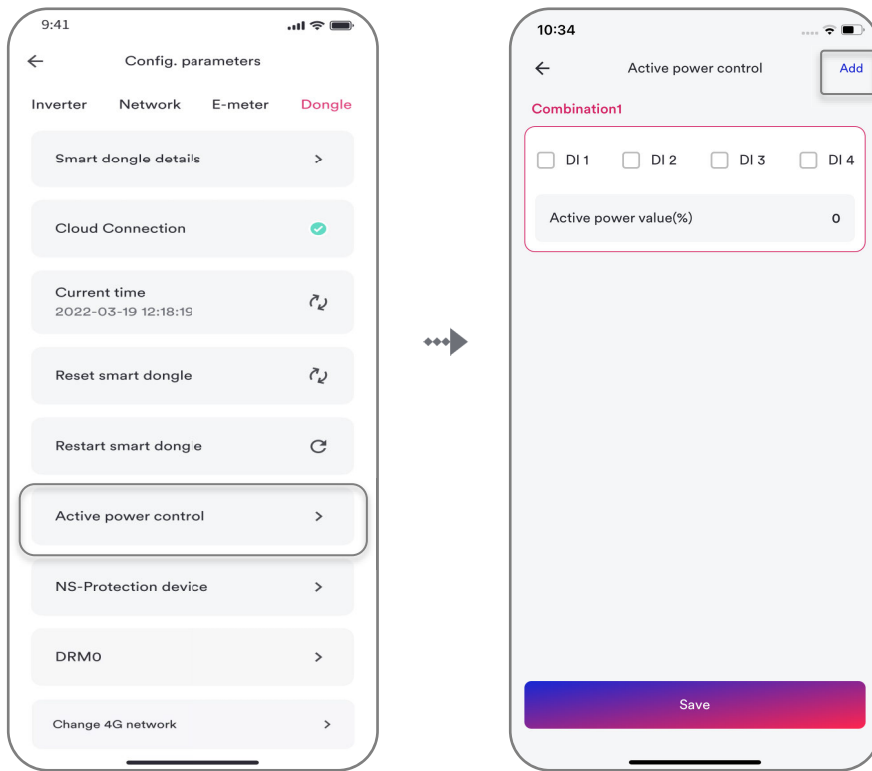 9:41
Config. parameters
Inverter Network E-meter Dongle
Smart dongle details
Cloud Connection
Current time
2022-03-19 12:18:19
Reset smart dongle
Restart smart dongle
Active power control
NS-Protection device
DRM0
Change 4G network
10:34
Active power control Add
Combination1
DI 1 DI 2 DI 3 DI 4
Active power value(%) 0
Save